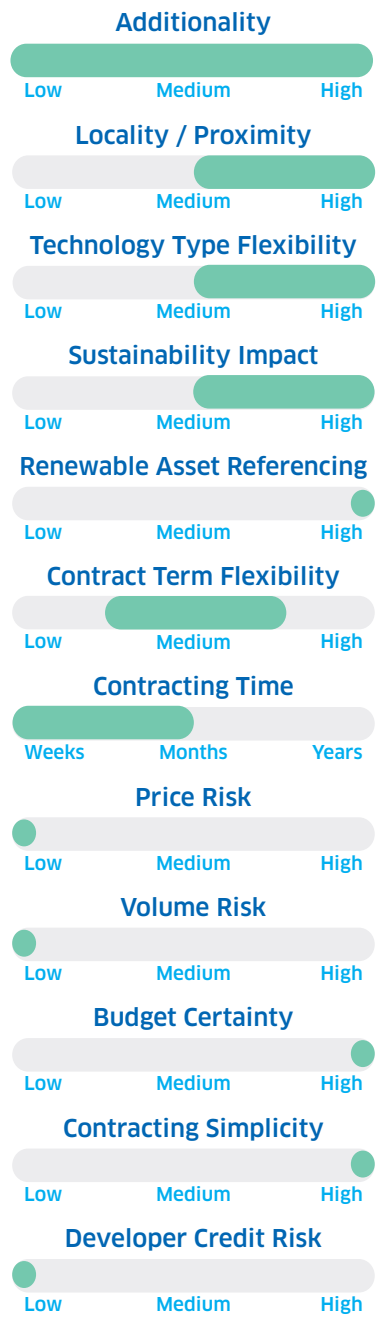 Additionality
Low Medium High
Locality / Proximity
Low Medium High
Technology Type Flexibility
Low Medium High
Sustainability Impact
Low Medium High
Renewable Asset Referencing
Low Medium High
Contract Term Flexibility
Low Medium High
Contracting Time
Weeks Months Years
Price Risk
Low Medium High
Volume Risk
Low Medium High
Budget Certainty
Low Medium High
Contracting Simplicity
Low Medium High
Developer Credit Risk
Low Medium High